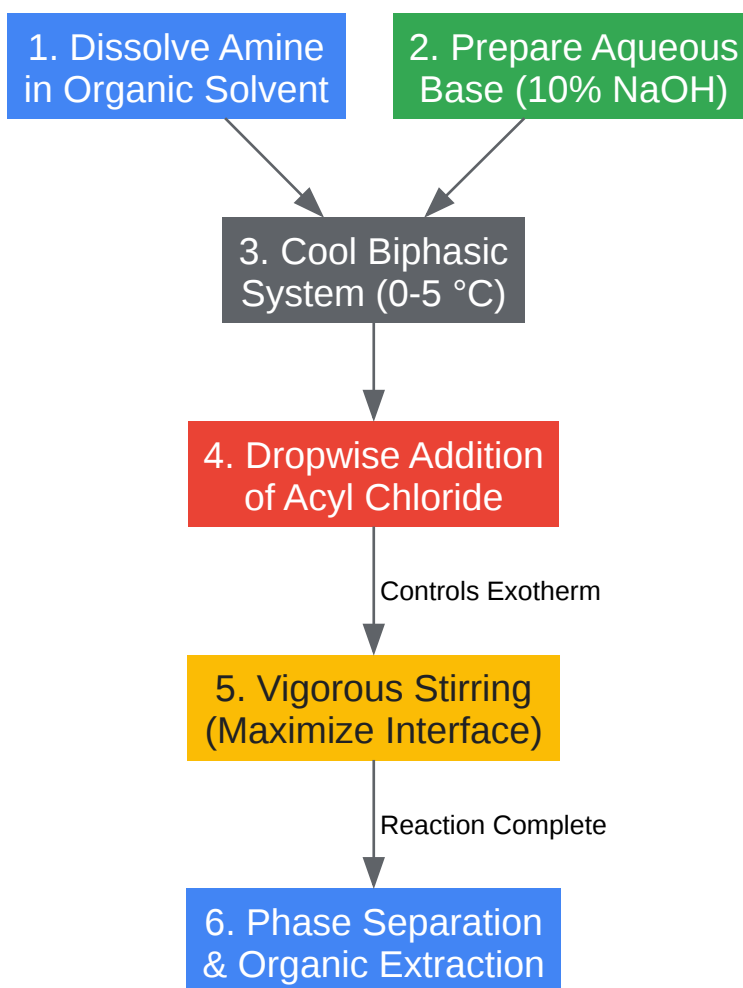 1. Dissolve Amine
in Organic Solvent
2. Prepare Aqueous
Base (10% NaOH)
3. Cool Biphasic
System (0-5 °C)
4. Dropwise Addition
of Acyl Chloride
Controls Exotherm
5. Vigorous Stirring
(Maximize Interface)
Reaction Complete
6. Phase Separation
& Organic Extraction